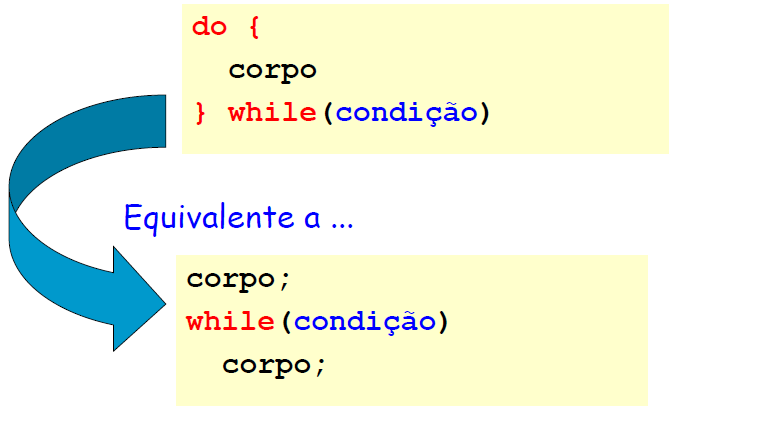 do {
corpo
} while(condição)
Equivalente a ...
corpo;
while(condição)
corpo;